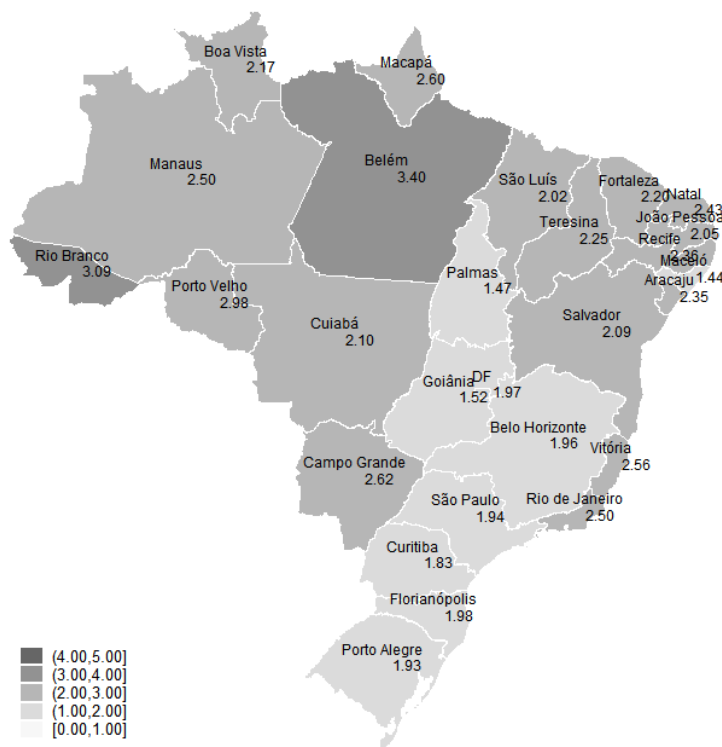 Boa Vista
2.17
Macapá
2.60
Manaus
2.50
Belém
3.40
São Luís
2.02
Fortaleza
2.20
Natal
2.43
Teresina
2.25
João Pessoa
2.05
Recife
2.36
Maceió
1.44
Aracaju
2.35
Rio Branco
3.09
Porto Velho
2.98
Palmas
1.47
Cuiabá
2.10
Salvador
2.09
Goiânia
1.52
DF
1.97
Belo Horizonte
1.96
Vitória
2.56
Campo Grande
2.62
São Paulo
1.94
Rio de Janeiro
2.50
Curitiba
1.83
Florianópolis
1.98
Porto Alegre
1.93
(4.00,5.00]
(3.00,4.00]
(2.00,3.00]
(1.00,2.00]
[0.00,1.00]